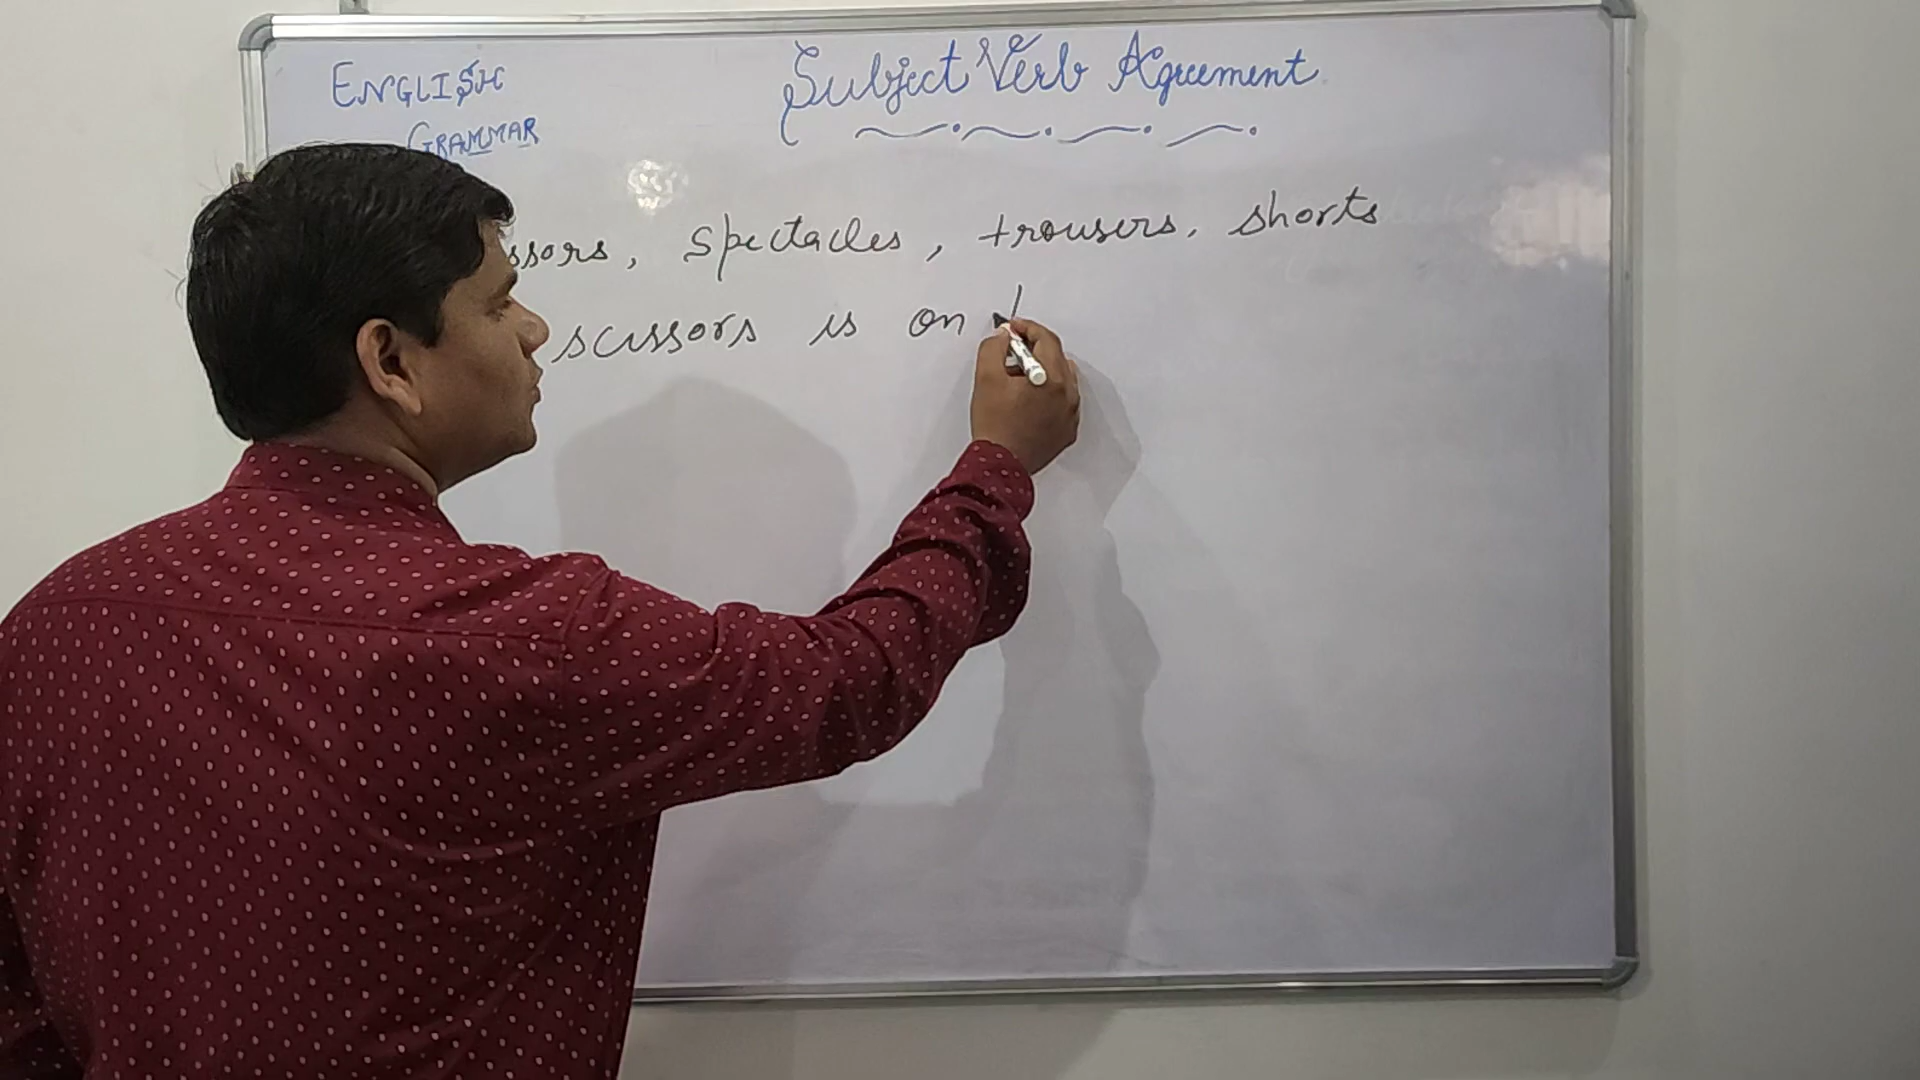 ENGLISH
GRAMMAR
Subject Verb Agreement
ssors, spectacles, trousers, shorts
scissors is on